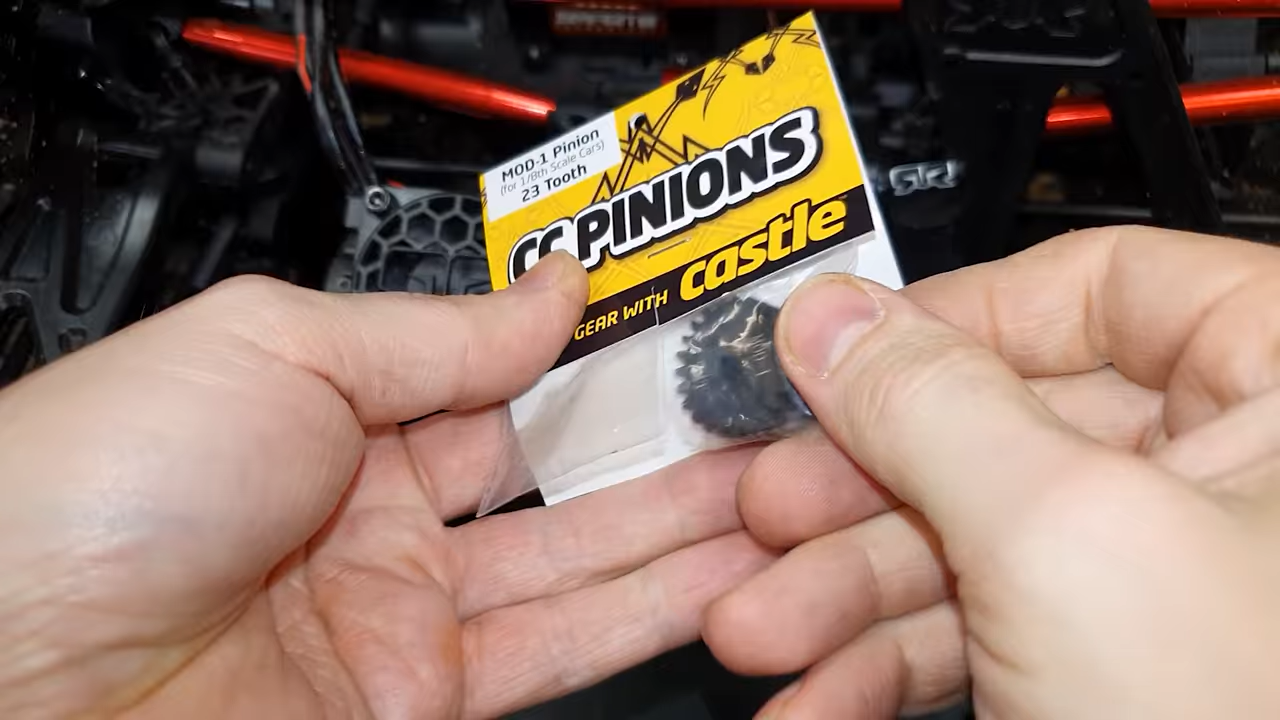 MOD-1 Pinion
(for 1/8th Scale Cars)
23 Tooth
CC PINIONS
GEAR WITH castle